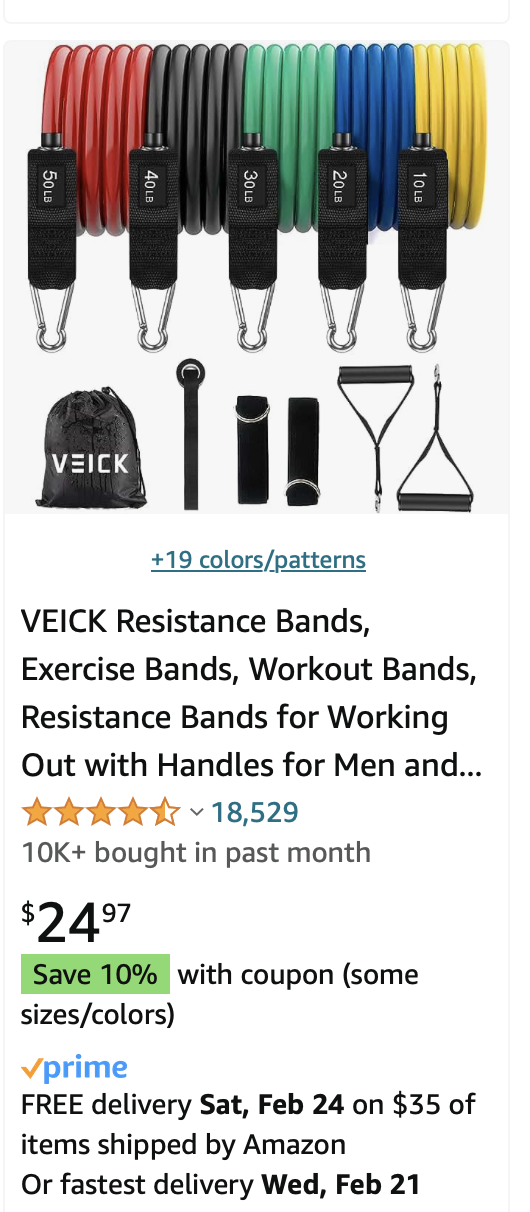 50LB
40LB
30LB
20LB
10LB
VEICK
+19 colors/patterns
VEICK Resistance Bands,
Exercise Bands, Workout Bands,
Resistance Bands for Working
Out with Handles for Men and...
18,529
10K+ bought in past month
$24.97
Save 10% with coupon (some
sizes/colors)
prime
FREE delivery Sat, Feb 24 on $35 of
items shipped by Amazon
Or fastest delivery Wed, Feb 21